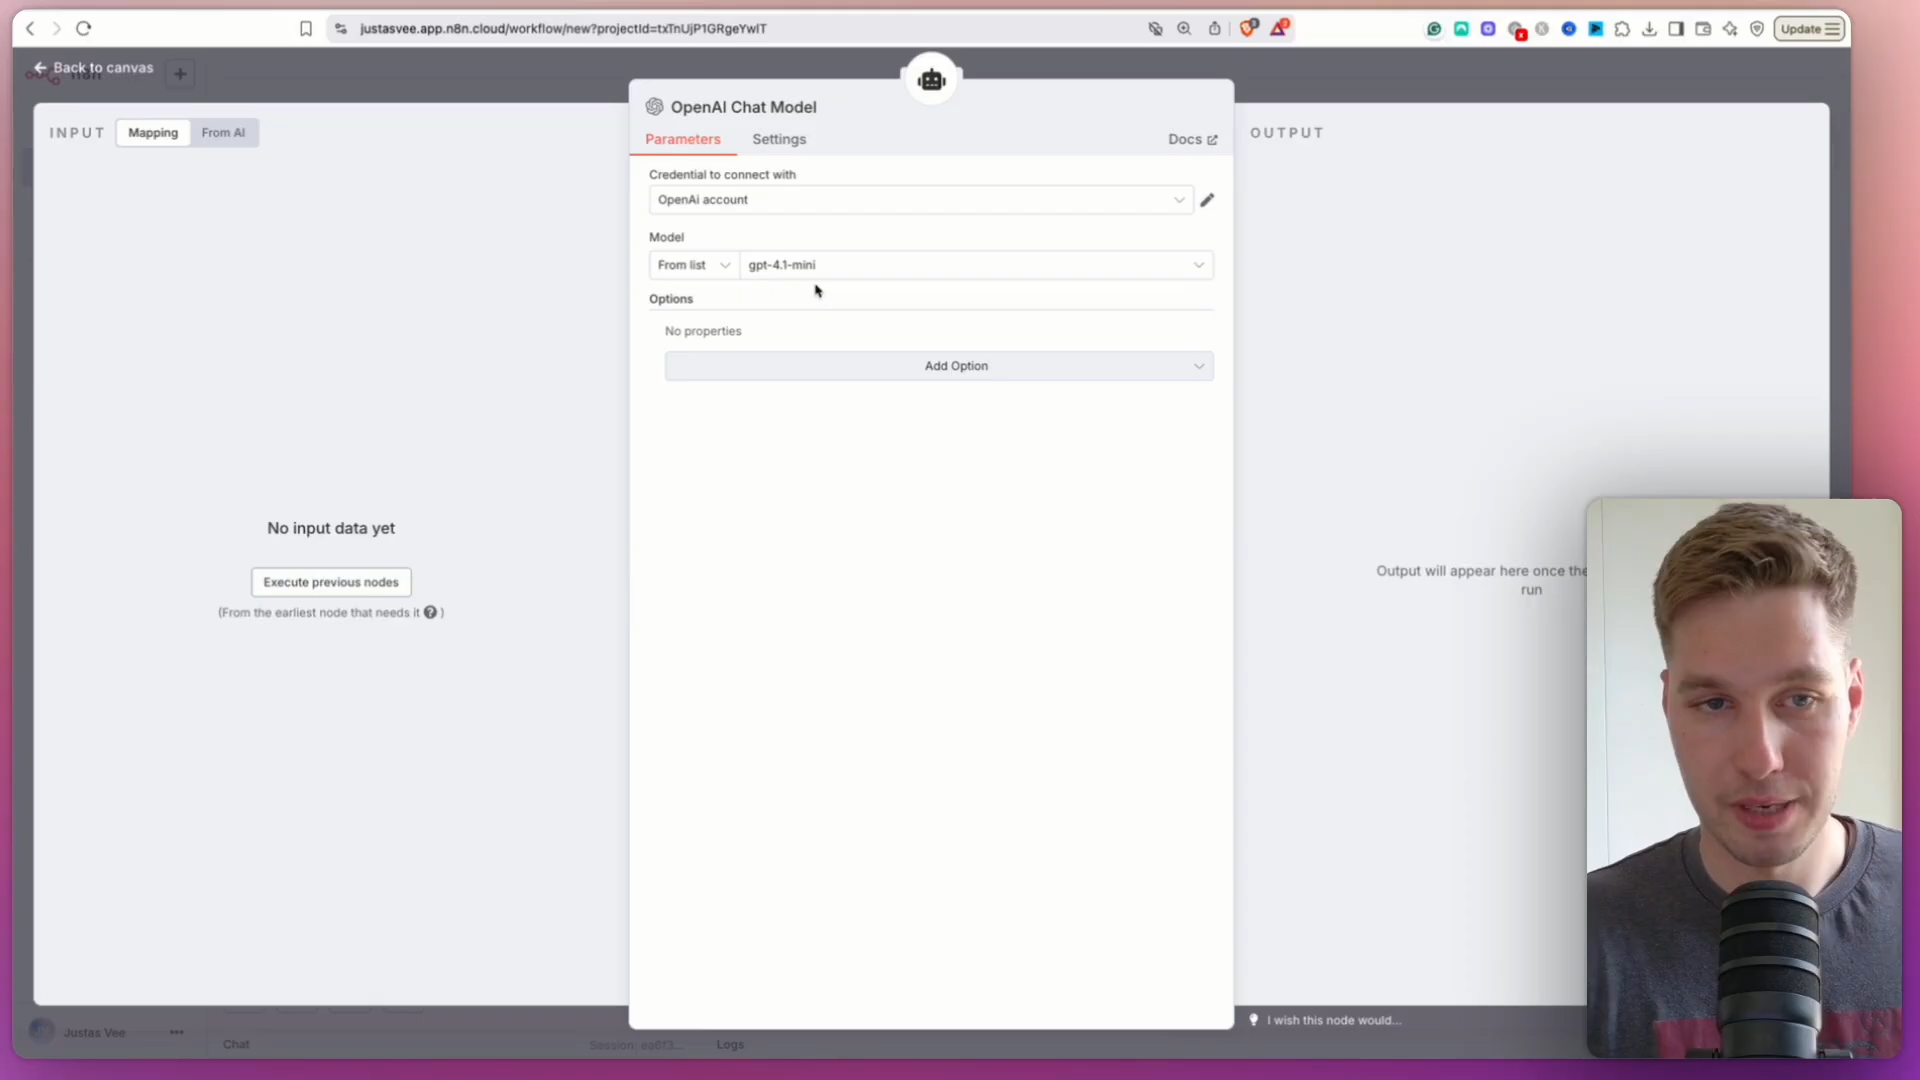 justasvee.app.n8n.cloud/workflow/new?projectId=txTnUjP1GRgeYwIT
Update
Back to canvas
OpenAI Chat Model
INPUT
Mapping
From AI
Parameters
Settings
Docs
OUTPUT
Credential to connect with
OpenAi account
Model
From list
gpt-4.1-mini
Options
No properties
Add Option
No input data yet
Execute previous nodes
(From the earliest node that needs it ? )
Output will appear here once the
run
I wish this node would...
Justas Vee
Chat
Session: ea6f3...
Logs